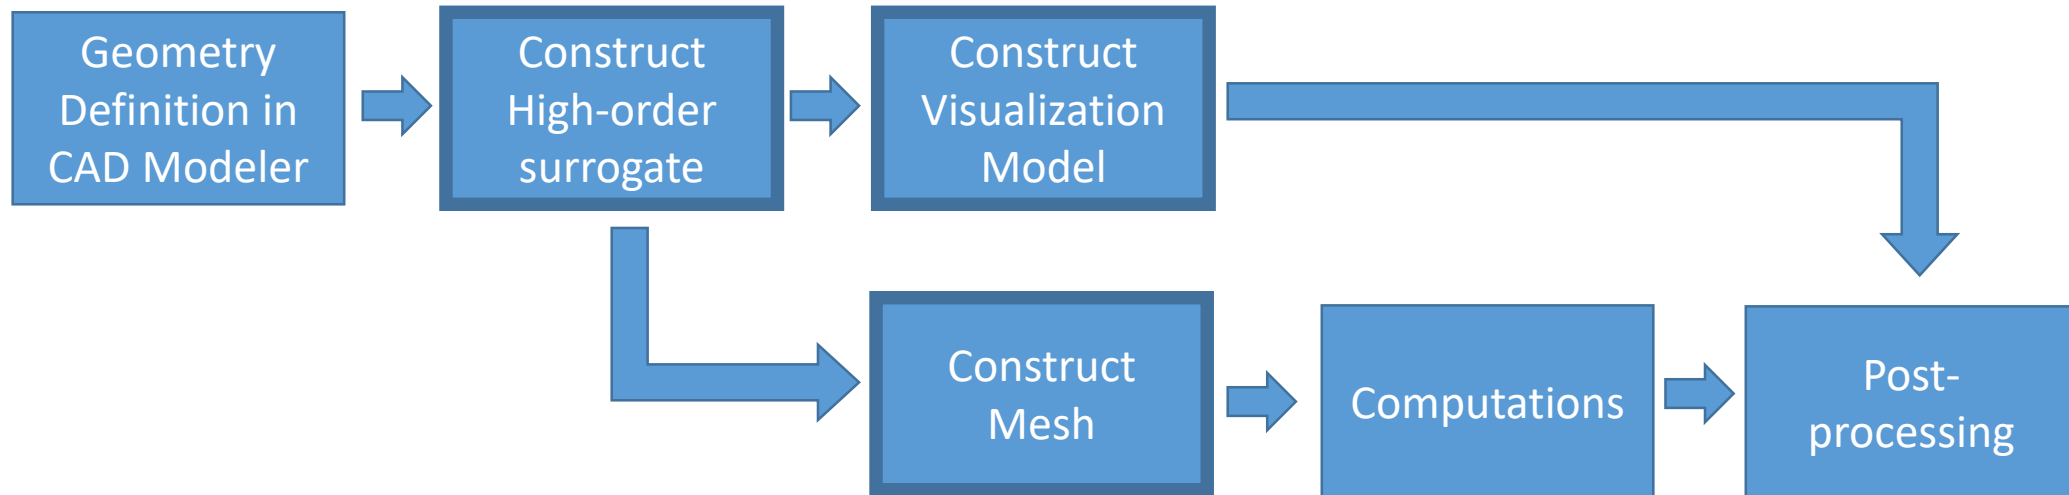 Geometry
Definition in
CAD Modeler
Construct
High-order
surrogate
Construct
Visualization
Model
Construct
Mesh
Computations
Post-
processing